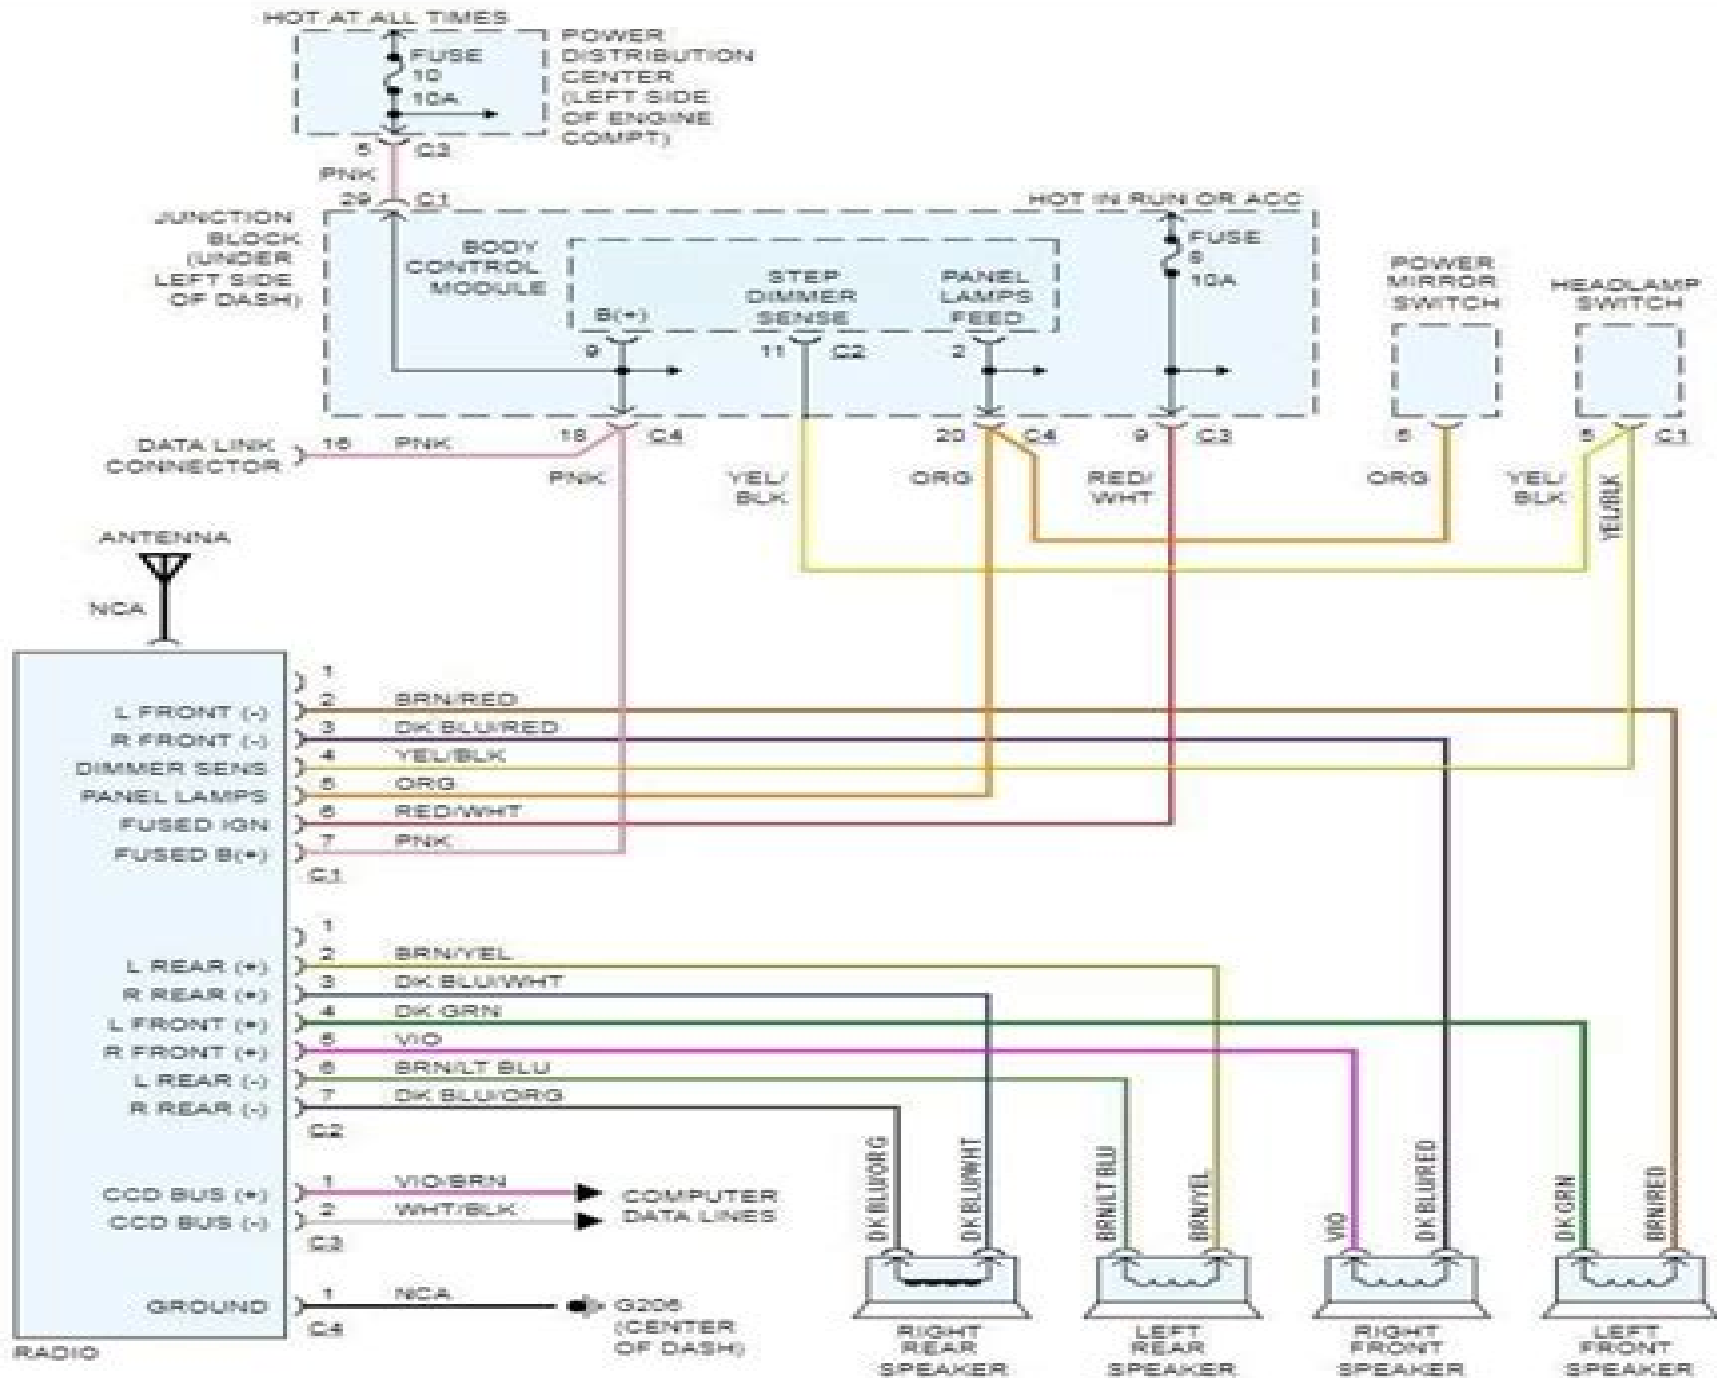 HOT AT ALL TIMES
FUSE
10
10A
POWER
DISTRIBUTION
CENTER
(LEFT SIDE
OF ENGINE
COMPT)
5 C3
PNK
29 C1
JUNCTION
BLOCK
(UNDER
LEFT SIDE
OF DASH)
BODY
CONTROL
MODULE
B(+)
STEP
DIMMER
SENSE
PANEL
LAMPS
FEED
HOT IN RUN OR ACC
FUSE
8
10A
POWER
MIRROR
SWITCH
HEADLAMP
SWITCH
9
11 C2
2
DATA LINK
CONNECTOR
16 PNK
18 C4
20 C4
9 C3
6
5 C1
PNK
YEL/
BLK
ORG
RED/
WHT
ORG
YEL/
BLK
YEL/BLK
ANTENNA
NCA
1
L FRONT (-) 2 BRN/RED
R FRONT (-) 3 DK BLU/RED
DIMMER SENS 4 YEL/BLK
PANEL LAMPS 5 ORG
FUSED IGN 6 RED/WHT
FUSED B(+) 7 PNK
C1
1
L REAR (+) 2 BRN/YEL
R REAR (+) 3 DK BLU/WHT
L FRONT (+) 4 DK GRN
R FRONT (+) 5 VIO
L REAR (-) 6 BRN/LT BLU
R REAR (-) 7 DK BLU/ORG
C2
CCD BUS (+) 1 VIO/BRN
CCD BUS (-) 2 WHT/BLK
C3
COMPUTER
DATA LINES
GROUND 1 NCA
C4
G206
(CENTER
OF DASH)
RADIO
DK BLU/ORG
DK BLU/WHT
BRN/LT BLU
BRN/YEL
VIO
DK BLU/RED
DK GRN
BRN/RED
RIGHT
REAR
SPEAKER
LEFT
REAR
SPEAKER
RIGHT
FRONT
SPEAKER
LEFT
FRONT
SPEAKER